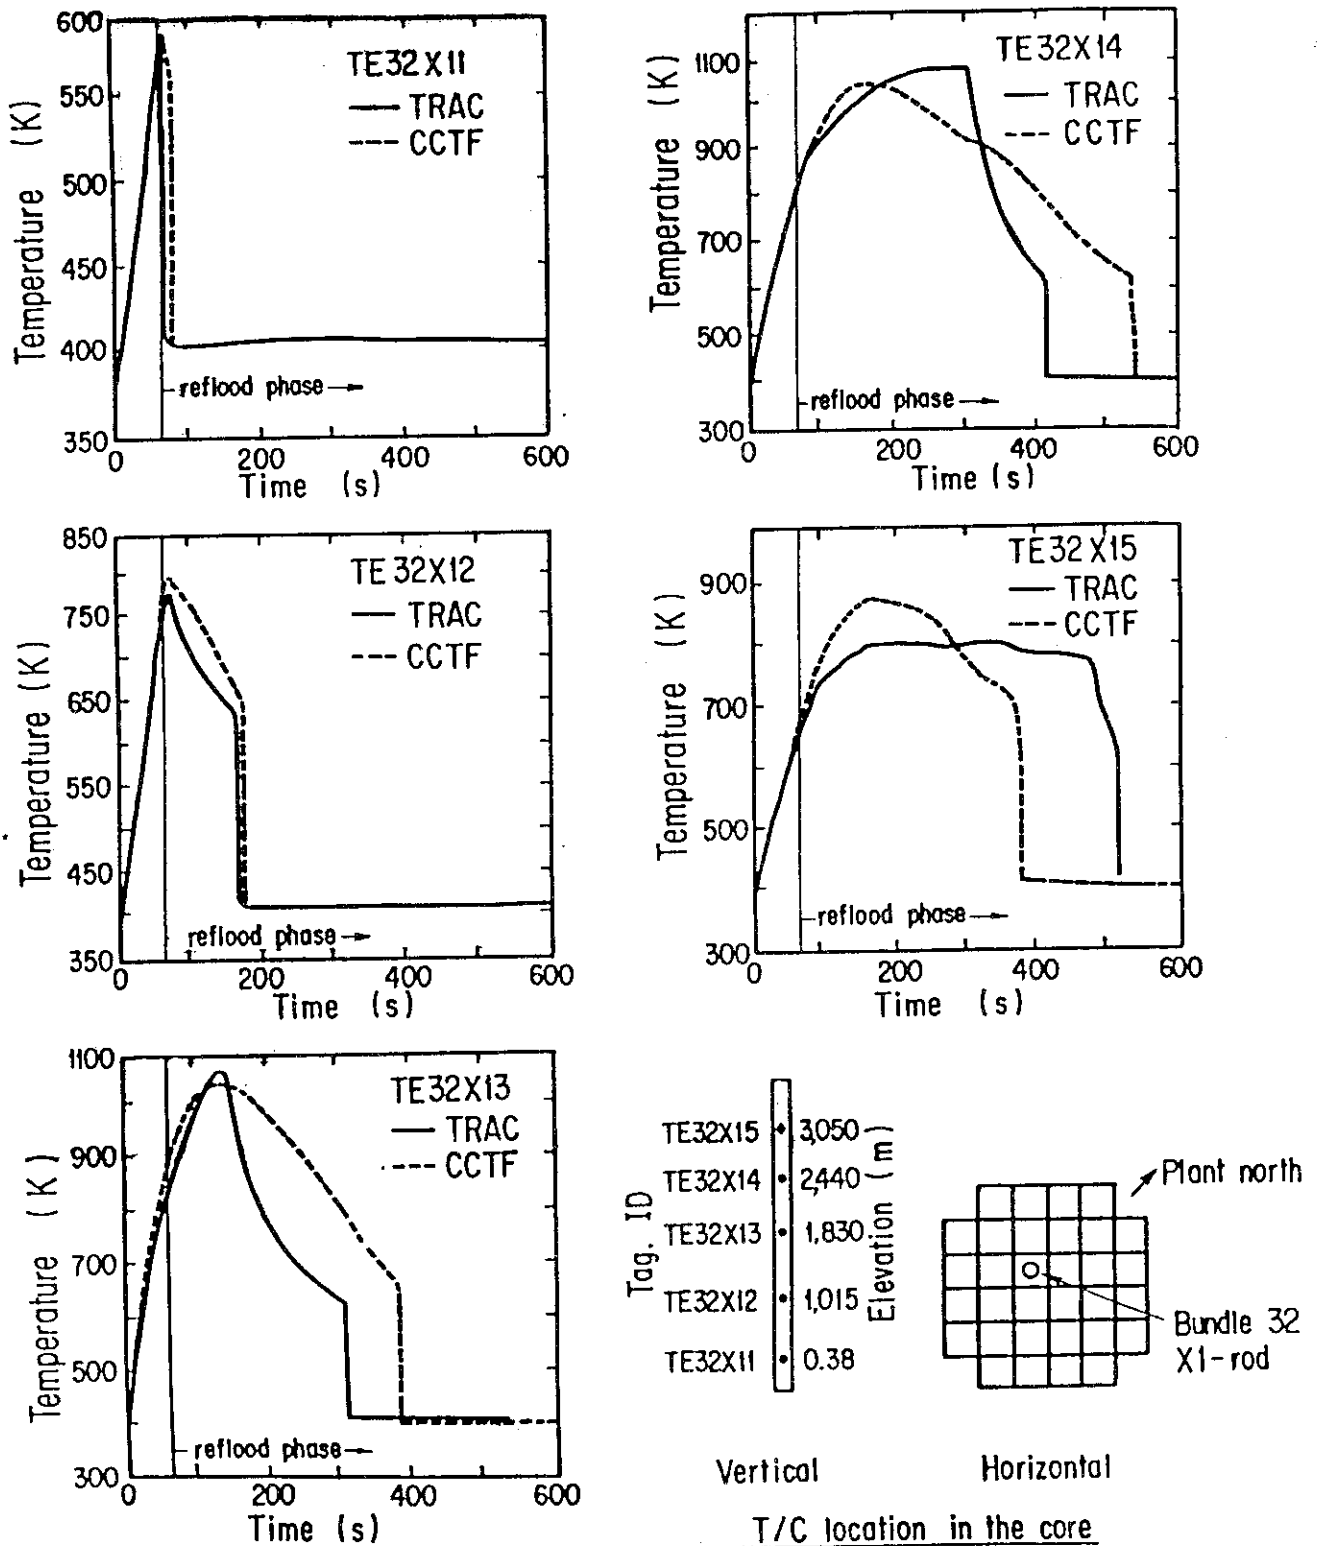 TE32X11
TRAC
CCTF
Temperature (K)
600
550
500
450
400
350
reflood phase
0
200
400
600
Time (s)
TE32X14
TRAC
CCTF
Temperature (K)
1100
900
700
500
300
reflood phase
0
200
400
600
Time (s)
TE32X12
TRAC
CCTF
Temperature (K)
850
750
650
550
450
350
reflood phase
0
200
400
600
Time (s)
TE32X15
TRAC
CCTF
Temperature (K)
900
700
500
300
reflood phase
0
200
400
600
Time (s)
TE32X13
TRAC
CCTF
Temperature (K)
1100
900
700
500
300
reflood phase
0
200
400
600
Time (s)
Tag. ID
Elevation (m)
TE32X15 3,050
TE32X14 2,440
TE32X13 1,830
TE32X12 1,015
TE32X11 0.38
Vertical
Plant north
Bundle 32
X1-rod
Horizontal
T/C location in the core